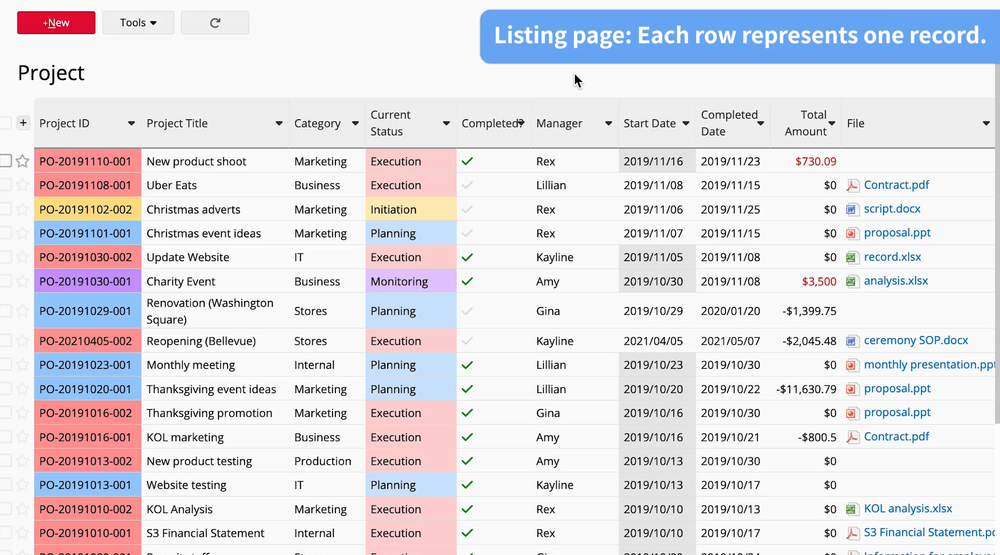 +New
Tools
Listing page: Each row represents one record.
Project
Project ID Project Title Category Current Status Completed? Manager Start Date Completed Date Total Amount File
PO-20191110-001 New product shoot Marketing Execution Rex 2019/11/16 2019/11/23 $730.09
PO-20191108-001 Uber Eats Business Execution Lillian 2019/11/08 2019/11/15 $0 Contract.pdf
PO-20191102-002 Christmas adverts Marketing Initiation Rex 2019/11/06 2019/11/25 $0 script.docx
PO-20191101-001 Christmas event ideas Marketing Planning Rex 2019/11/07 2019/11/15 $0 proposal.ppt
PO-20191030-002 Update Website IT Execution Kayline 2019/11/05 2019/11/08 $0 record.xlsx
PO-20191030-001 Charity Event Business Monitoring Amy 2019/10/30 2019/11/08 $3,500 analysis.xlsx
PO-20191029-001 Renovation (Washington Square) Stores Planning Gina 2019/10/29 2020/01/20 -$1,399.75
PO-20210405-002 Reopening (Bellevue) Stores Execution Kayline 2021/04/05 2021/05/07 -$2,045.48 ceremony SOP.docx
PO-20191023-001 Monthly meeting Internal Planning Lillian 2019/10/23 2019/10/30 $0 monthly presentation.ppt
PO-20191020-001 Thanksgiving event ideas Marketing Planning Lillian 2019/10/20 2019/10/22 -$11,630.79 proposal.ppt
PO-20191016-002 Thanksgiving promotion Marketing Execution Gina 2019/10/16 2019/10/30 $0 proposal.ppt
PO-20191016-001 KOL marketing Business Execution Amy 2019/10/16 2019/10/21 -$800.5 Contract.pdf
PO-20191013-002 New product testing Production Execution Amy 2019/10/13 2019/10/30 $0
PO-20191013-001 Website testing IT Planning Kayline 2019/10/13 2019/10/17 $0
PO-20191010-002 KOL Analysis Marketing Execution Rex 2019/10/10 2019/10/13 $0 KOL analysis.xlsx
PO-20191010-001 S3 Financial Statement Internal Execution Rex 2019/10/10 2019/10/17 $0 S3 Financial Statement.pd